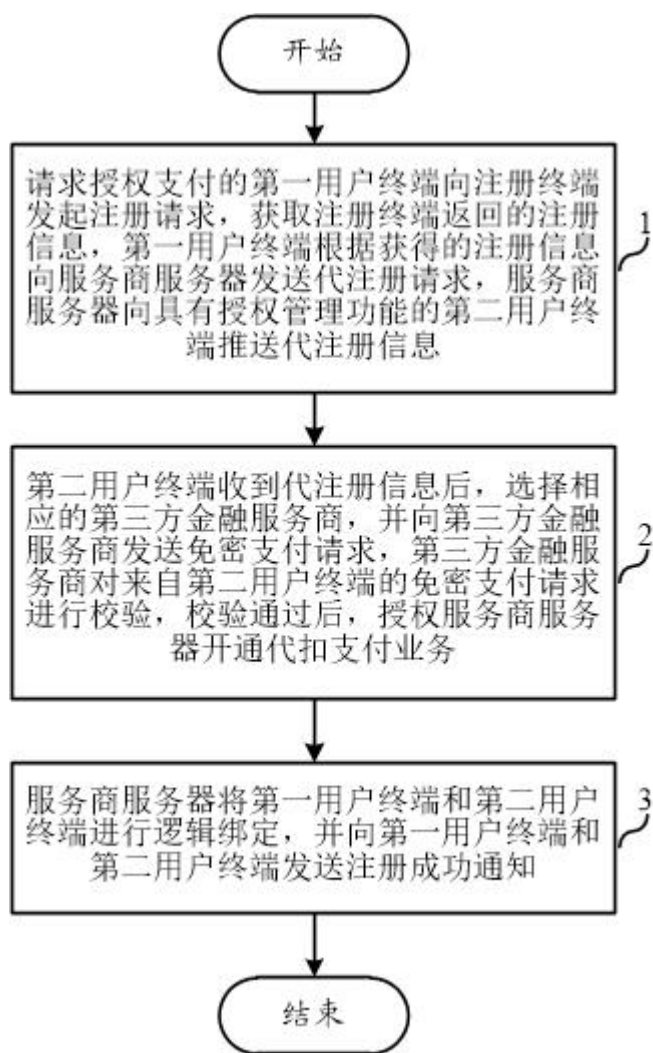 开始
请求授权支付的第一用户终端向注册终端
发起注册请求，获取注册终端返回的注册
信息，第一用户终端根据获得的注册信息
向服务商服务器发送代注册请求，服务商
服务器向具有授权管理功能的第二用户终
端推送代注册信息
1
第二用户终端收到代注册信息后，选择相
应的第三方金融服务商，并向第三方金融
服务商发送免密支付请求，第三方金融服
务商对来自第二用户终端的免密支付请求
进行校验，校验通过后，授权服务商服务
器开通代扣支付业务
2
服务商服务器将第一用户终端和第二用户
终端进行逻辑绑定，并向第一用户终端和
第二用户终端发送注册成功通知
3
结束